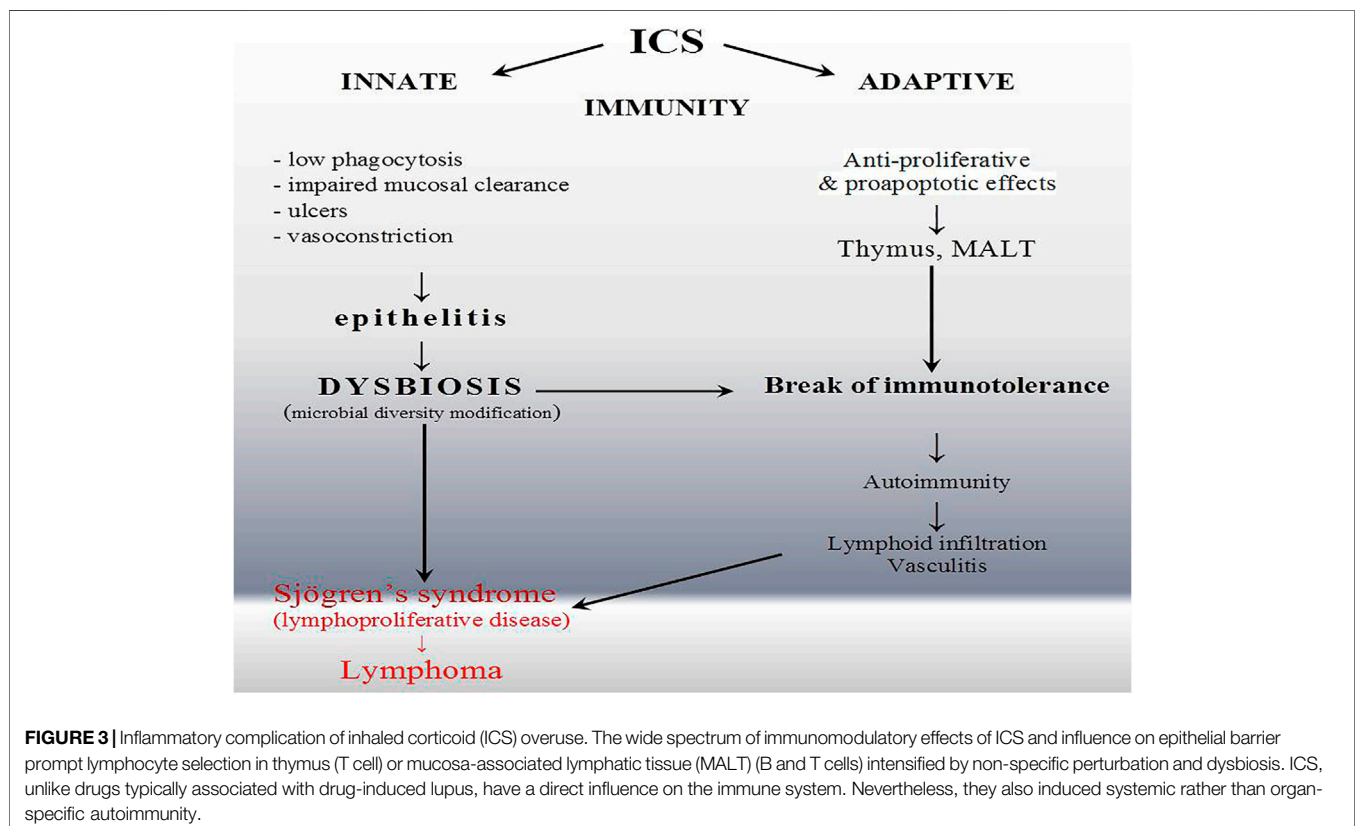 ICS
INNATE
ADAPTIVE
IMMUNITY
- low phagocytosis
- impaired mucosal clearance
- ulcers
- vasoconstriction
↓
epithelitis
↓
DYSBIOSIS
(microbial diversity modification)
Anti-proliferative
& proapoptotic effects
↓
Thymus, MALT
Break of immunotolerance
↓
Autoimmunity
↓
Lymphoid infiltration
Vasculitis
Sjögren's syndrome
(lymphoproliferative disease)
↓
Lymphoma
FIGURE 3 | Inflammatory complication of inhaled corticoid (ICS) overuse. The wide spectrum of immunomodulatory effects of ICS and influence on epithelial barrier
prompt lymphocyte selection in thymus (T cell) or mucosa-associated lymphatic tissue (MALT) (B and T cells) intensified by non-specific perturbation and dysbiosis. ICS,
unlike drugs typically associated with drug-induced lupus, have a direct influence on the immune system. Nevertheless, they also induced systemic rather than organ-
specific autoimmunity.